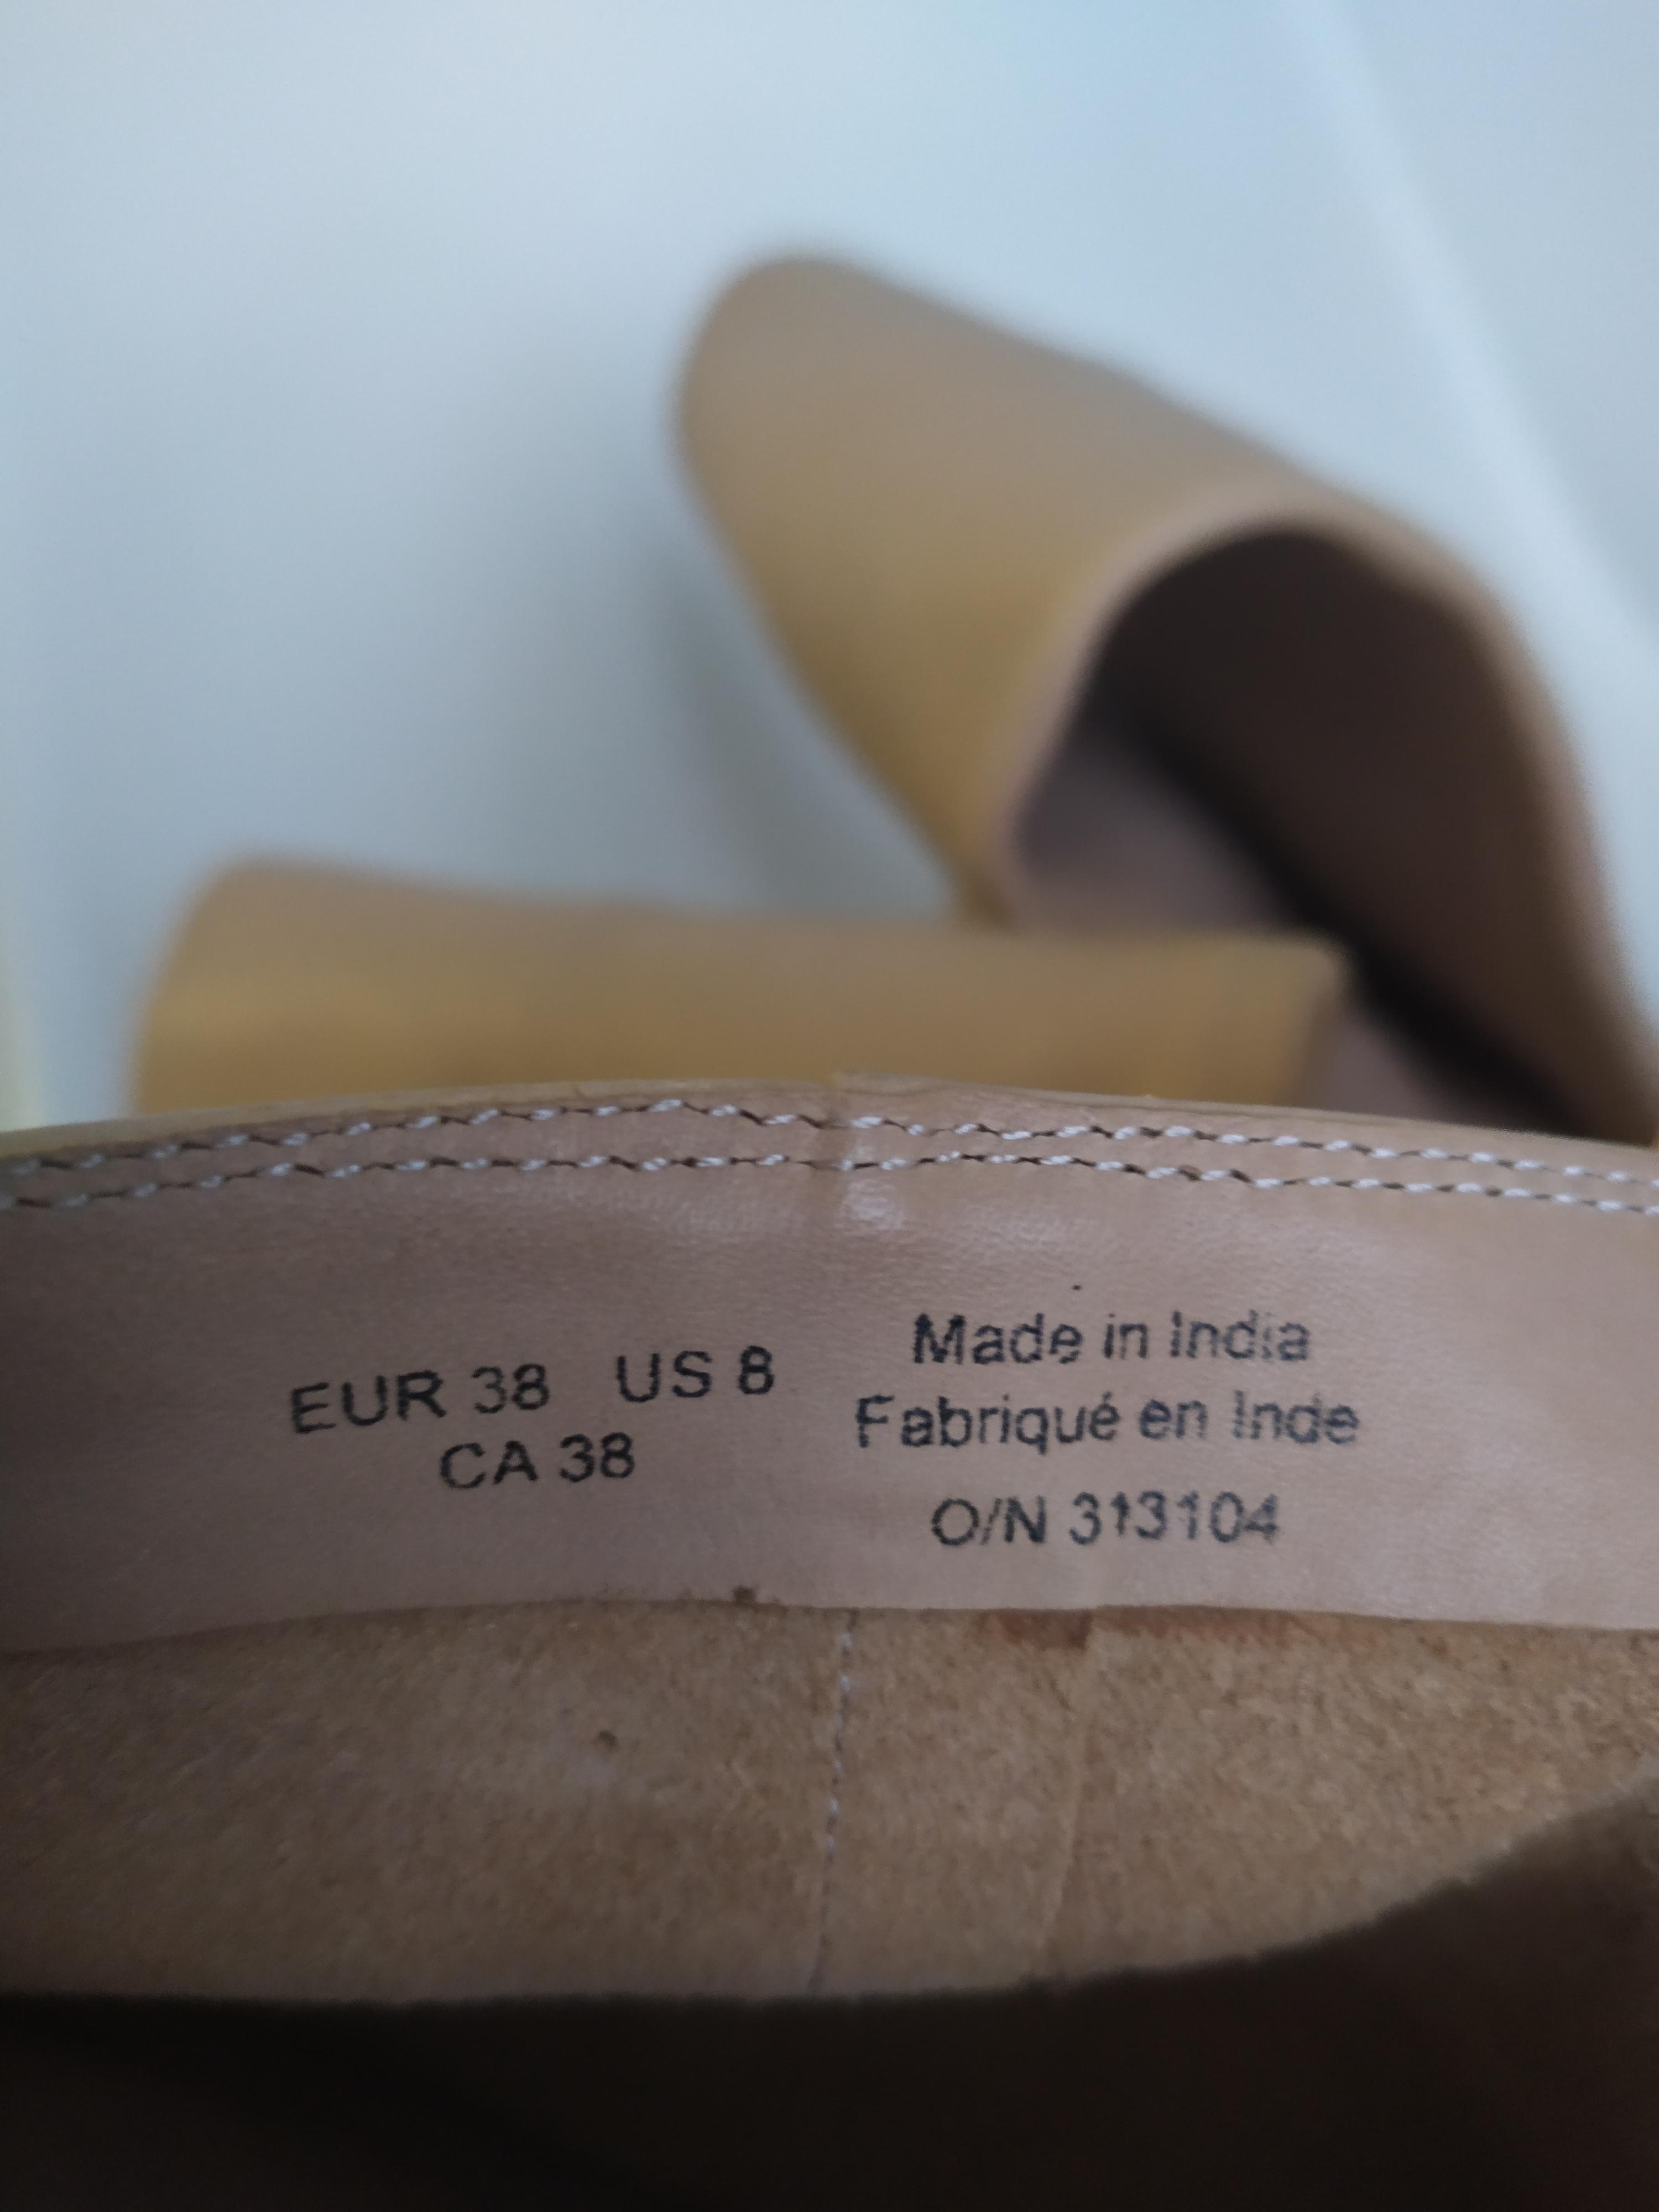 EUR 38 US 8
CA 38
Made in India
Fabriqué en Inde
O/N 313104